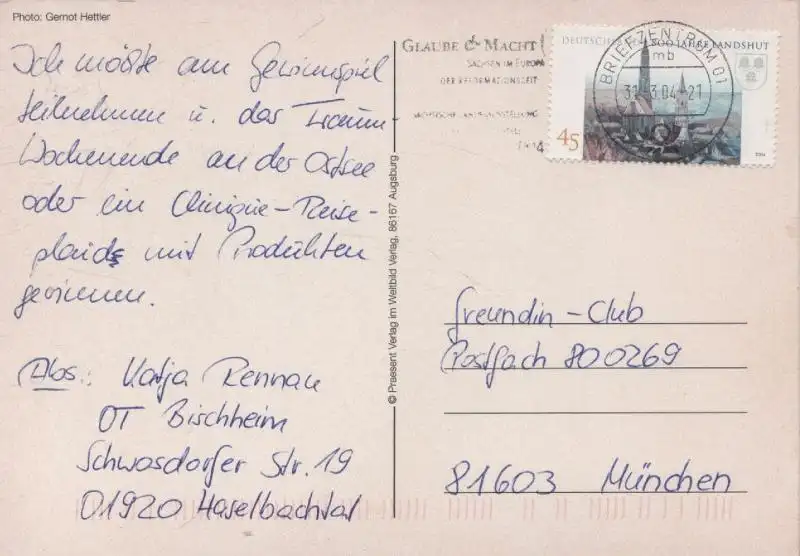 Photo: Gernot Hettler
Ich möchte am Gewinnspiel
teilnehmen u. das Traum-
Wochenende an der Ostsee
oder ein Clinique-Reise-
plaids mit Produkten
gewinnen.
Abs.: Katja Rennau
OT Bischheim
Schwosdorfer Str. 19
01920 Haselbachtal
© Praesent Verlag im Weltbild Verlag, 86167 Augsburg
GLAUBE & MACHT
SACHSEN IM EUROPA
DER REFORMATIONSZEIT
DEUTSCHE
800 JAHRE LANDSHUT
45
2004
BRIEFZENTRUM 01
mb
31.3.04-21
freundin-Club
Postfach 800269
81603 München